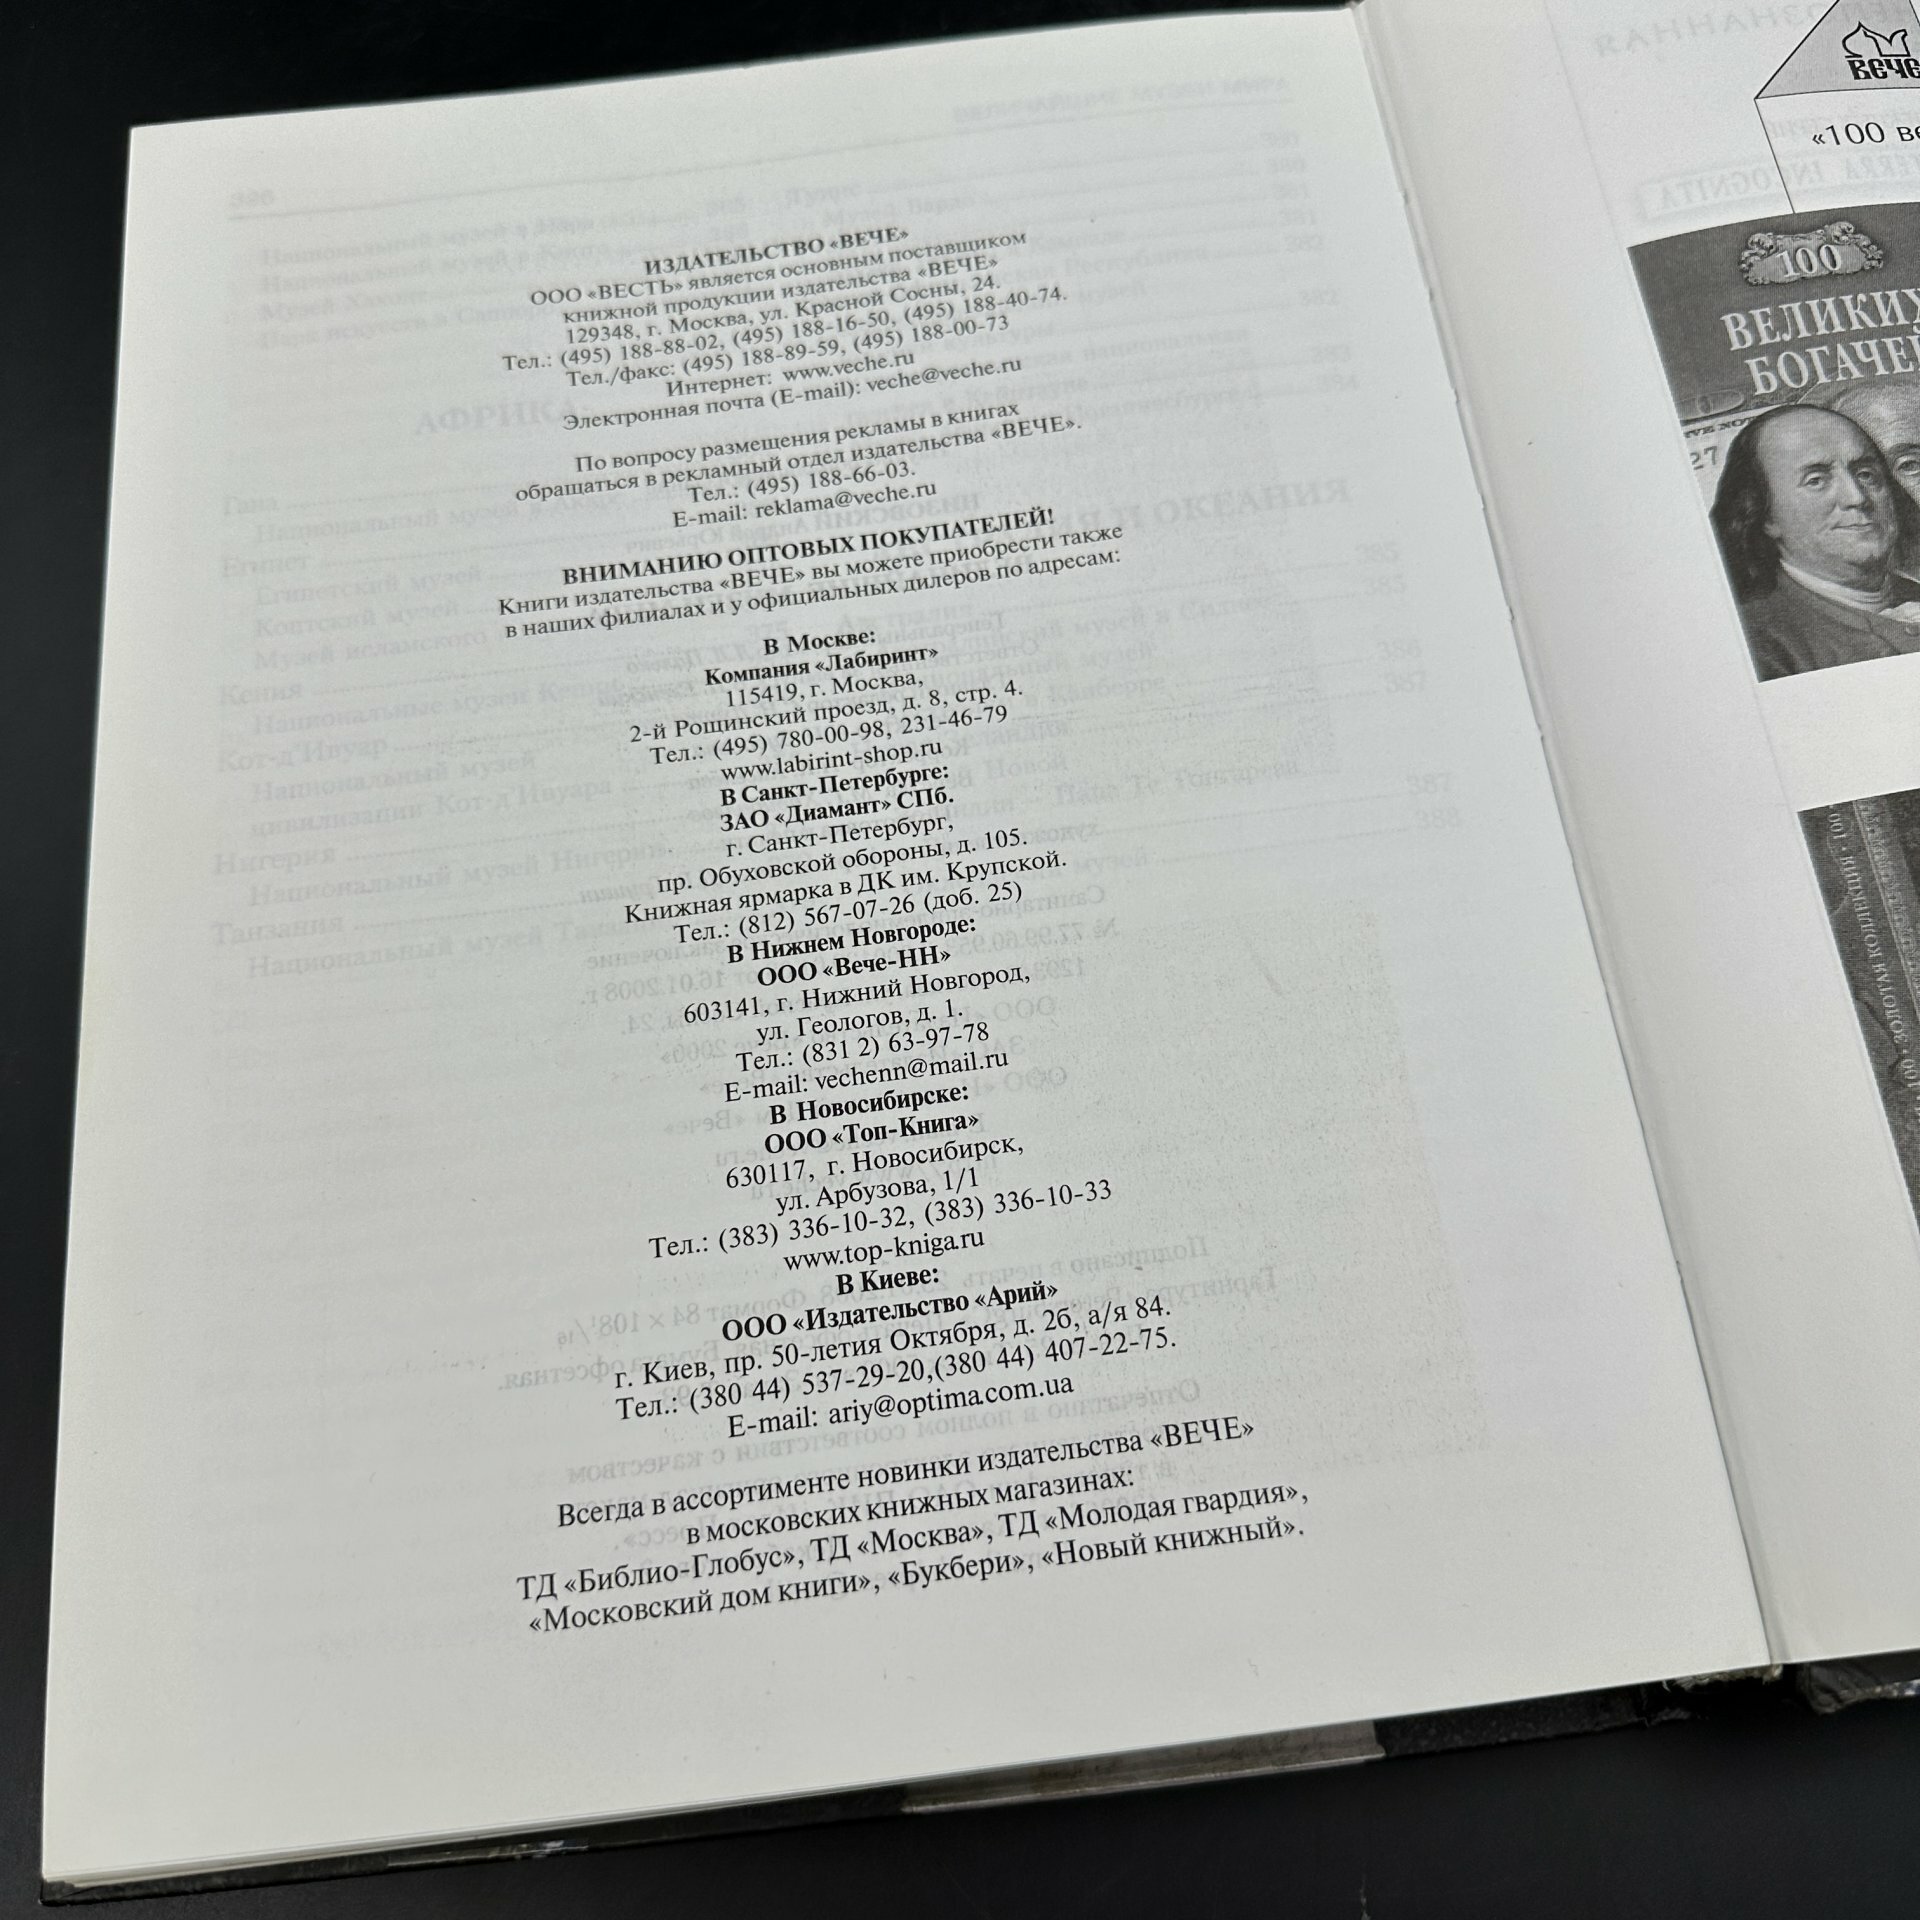 ИЗДАТЕЛЬСТВО «ВЕЧЕ»
ООО «ВЕСТЬ» является основным поставщиком
книжной продукции издательства «ВЕЧЕ»
129348, г. Москва, ул. Красной Сосны, 24.
Тел.: (495) 188-88-02, (495) 188-16-50, (495) 188-40-74.
Тел./факс: (495) 188-89-59, (495) 188-00-73
Интернет: www.veche.ru
Электронная почта (E-mail): veche@veche.ru
По вопросу размещения рекламы в книгах
обращаться в рекламный отдел издательства «ВЕЧЕ».
Тел.: (495) 188-66-03.
E-mail: reklama@veche.ru
ВНИМАНИЮ ОПТОВЫХ ПОКУПАТЕЛЕЙ!
Книги издательства «ВЕЧЕ» вы можете приобрести также
в наших филиалах и у официальных дилеров по адресам:
В Москве:
Компания «Лабиринт»
115419, г. Москва,
2-й Рощинский проезд, д. 8, стр. 4.
Тел.: (495) 780-00-98, 231-46-79
www.labirint-shop.ru
В Санкт-Петербурге:
ЗАО «Диамант» СПб.
г. Санкт-Петербург,
пр. Обуховской обороны, д. 105.
Книжная ярмарка в ДК им. Крупской.
Тел.: (812) 567-07-26 (доб. 25)
В Нижнем Новгороде:
ООО «Вече-НН»
603141, г. Нижний Новгород,
ул. Геологов, д. 1.
Тел.: (831 2) 63-97-78
E-mail: vechenn@mail.ru
В Новосибирске:
ООО «Топ-Книга»
630117, г. Новосибирск,
ул. Арбузова, 1/1
Тел.: (383) 336-10-32, (383) 336-10-33
www.top-kniga.ru
В Киеве:
ООО «Издательство «Арий»
г. Киев, пр. 50-летия Октября, д. 2б, а/я 84.
Тел.: (380 44) 537-29-20,(380 44) 407-22-75.
E-mail: ariy@optima.com.ua
Всегда в ассортименте новинки издательства «ВЕЧЕ»
в московских книжных магазинах:
ТД «Библио-Глобус», ТД «Москва», ТД «Молодая гвардия»,
«Московский дом книги», «Букбери», «Новый книжный».
ВЕЧЕ
«100
100
ВЕЛИКИХ
БОГАЧЕЙ